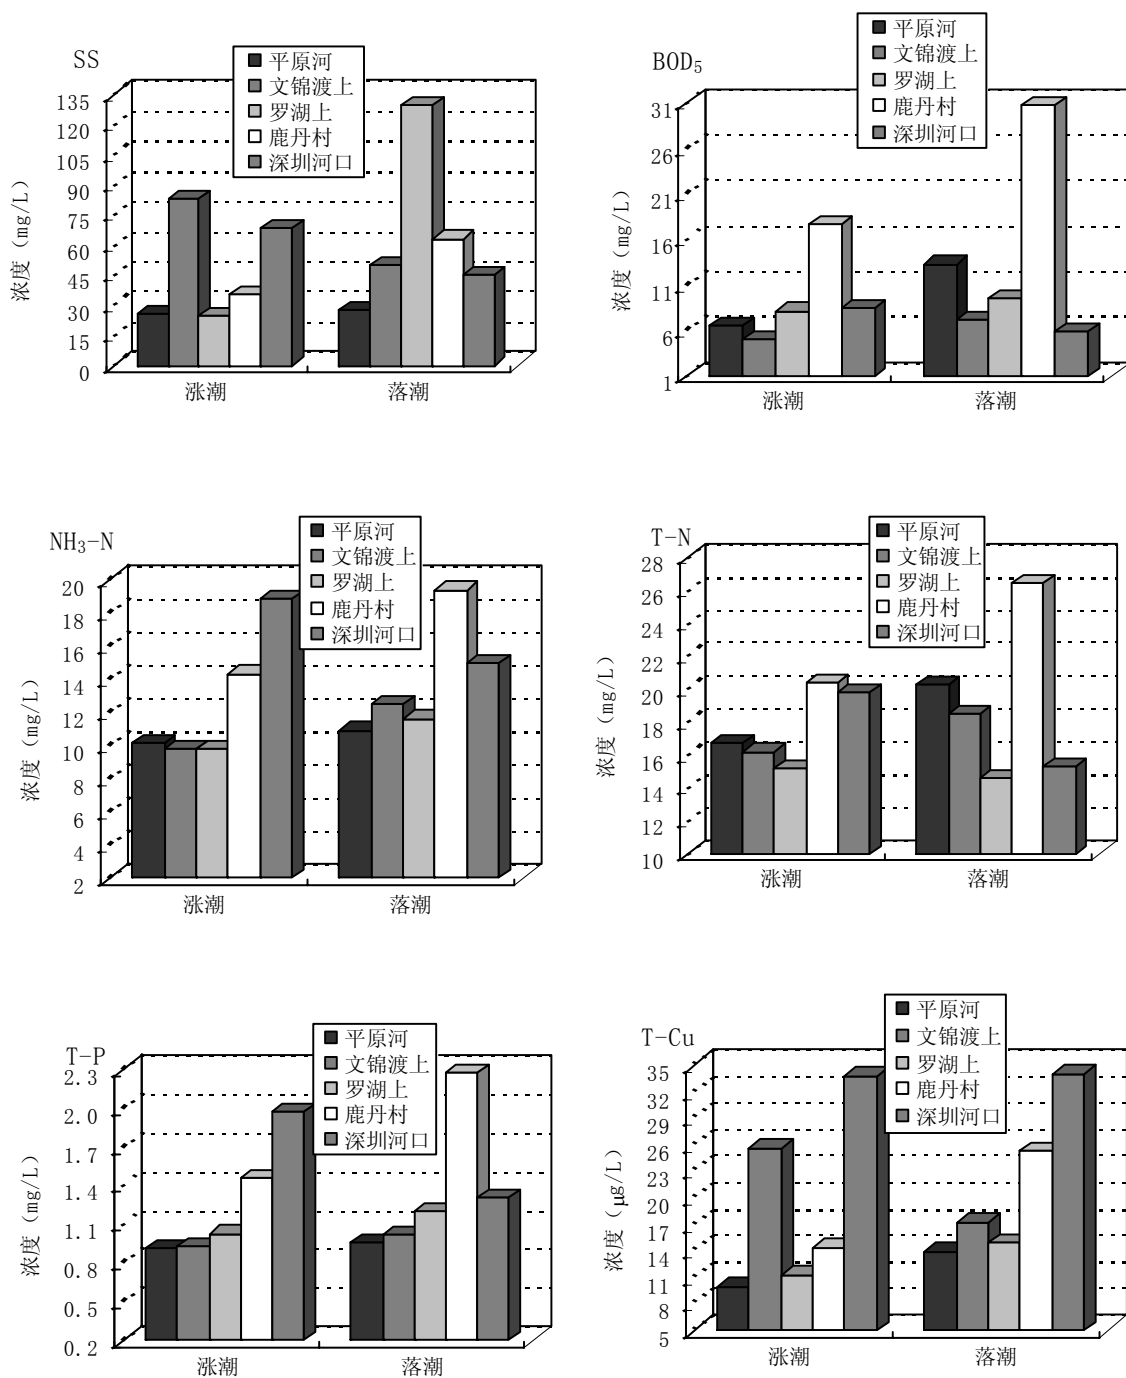 SS
平原河
文锦渡上
罗湖上
鹿丹村
深圳河口
浓度（mg/L）
135
120
105
90
75
60
45
30
15
0
涨潮
落潮
BOD5
平原河
文锦渡上
罗湖上
鹿丹村
深圳河口
浓度（mg/L）
31
26
21
16
11
6
1
涨潮
落潮
NH3-N
平原河
文锦渡上
罗湖上
鹿丹村
深圳河口
浓度（mg/L）
20
18
16
14
12
10
8
6
4
2
涨潮
落潮
T-N
平原河
文锦渡上
罗湖上
鹿丹村
深圳河口
浓度（mg/L）
28
26
24
22
20
18
16
14
12
10
涨潮
落潮
T-P
平原河
文锦渡上
罗湖上
鹿丹村
深圳河口
浓度（mg/L）
2.3
2.0
1.7
1.4
1.1
0.8
0.5
0.2
涨潮
落潮
T-Cu
平原河
文锦渡上
罗湖上
鹿丹村
深圳河口
浓度（μg/L）
35
32
29
26
23
20
17
14
11
8
5
涨潮
落潮